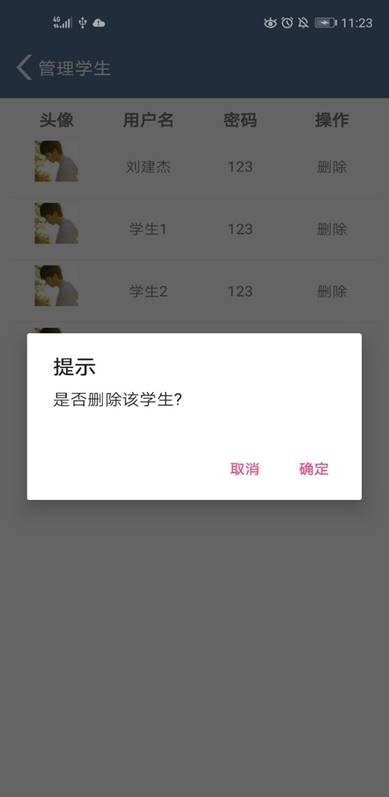 4G 11:23
管理学生
头像 用户名 密码 操作
刘建杰 123 删除
学生1 123 删除
学生2 123 删除
提示
是否删除该学生?
取消 确定